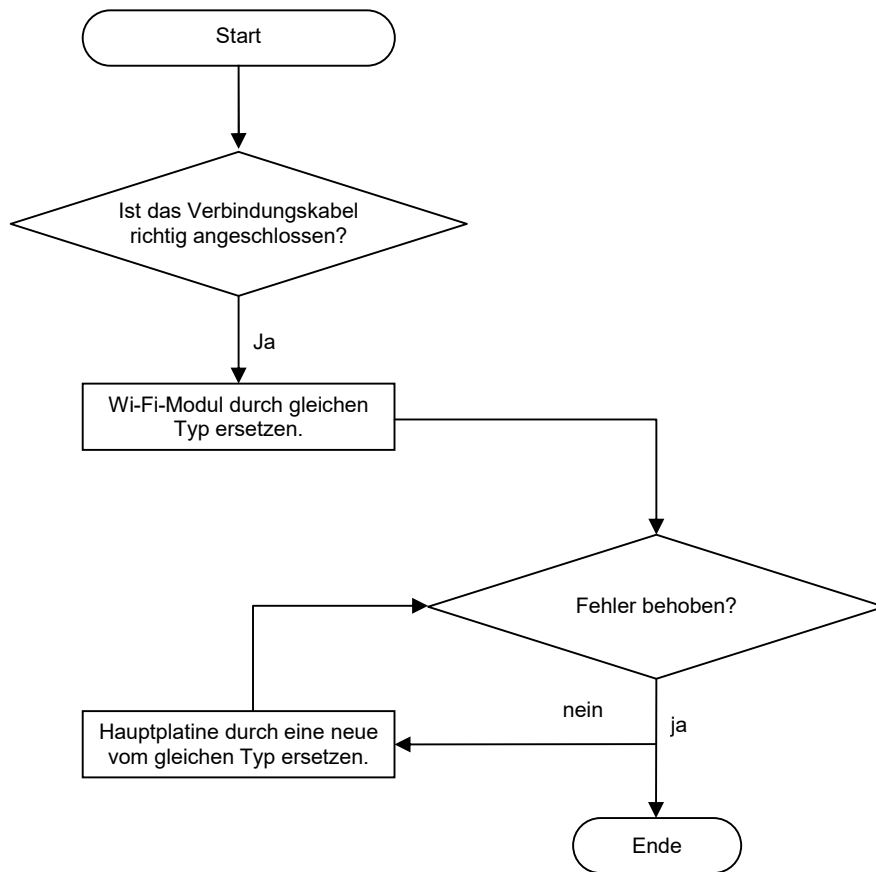 Start
Ist das Verbindungskabel
richtig angeschlossen?
Ja
Wi-Fi-Modul durch gleichen
Typ ersetzen.
Fehler behoben?
nein
ja
Hauptplatine durch eine neue
vom gleichen Typ ersetzen.
Ende